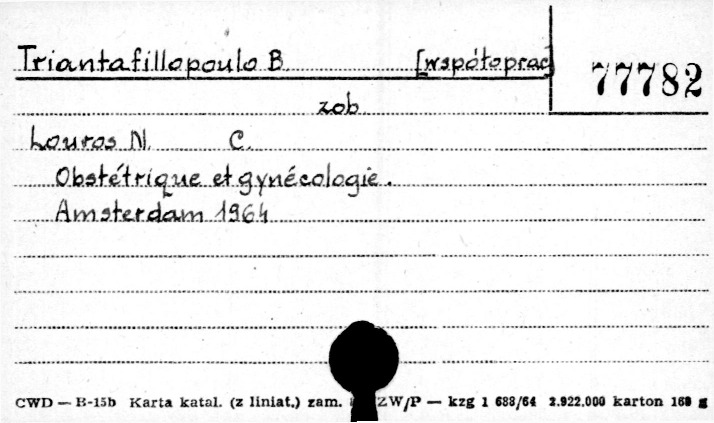 Triantafillopoulo B. [współoprac]
77782
zob.
Louros N. C.
Obstétrique et gynécologie.
Amsterdam 1964
CWD — B-15b Karta katal. (z liniat.) zam. ZW/P — kzg 1 688/64 2.922.000 karton 160 g